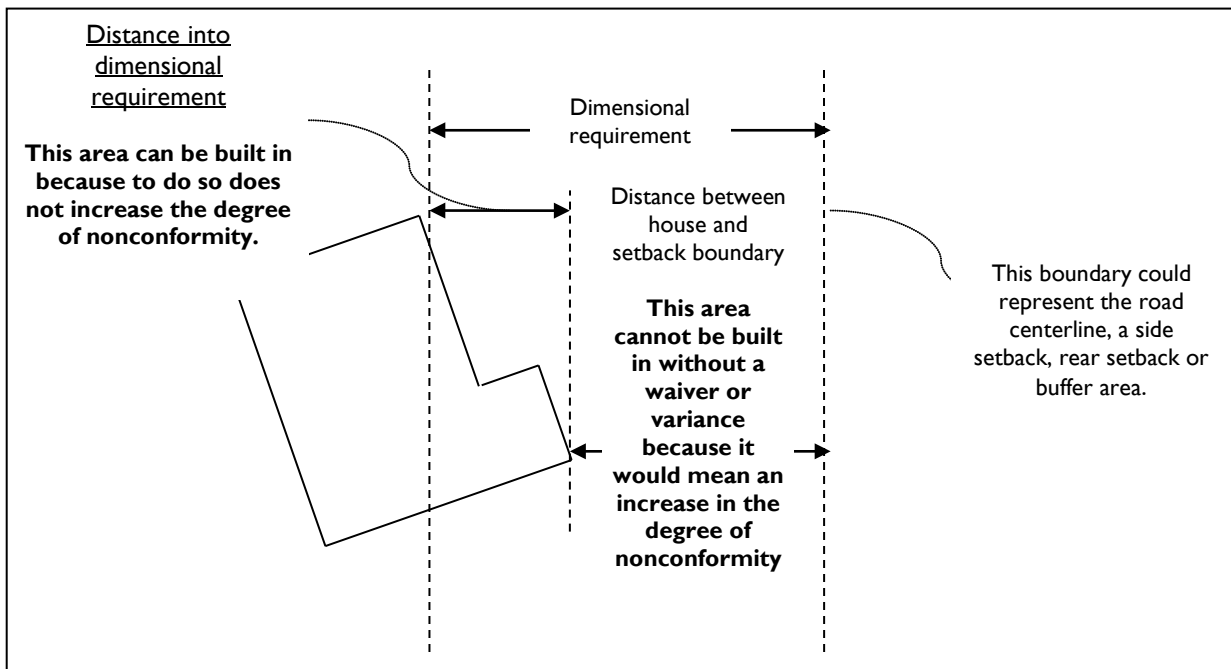 Distance into
dimensional
requirement
This area can be built in
because to do so does
not increase the degree
of nonconformity.
Dimensional
requirement
Distance between
house and
setback boundary
This area
cannot be built
in without a
waiver or
variance
because it
would mean an
increase in the
degree of
nonconformity
This boundary could
represent the road
centerline, a side
setback, rear setback or
buffer area.